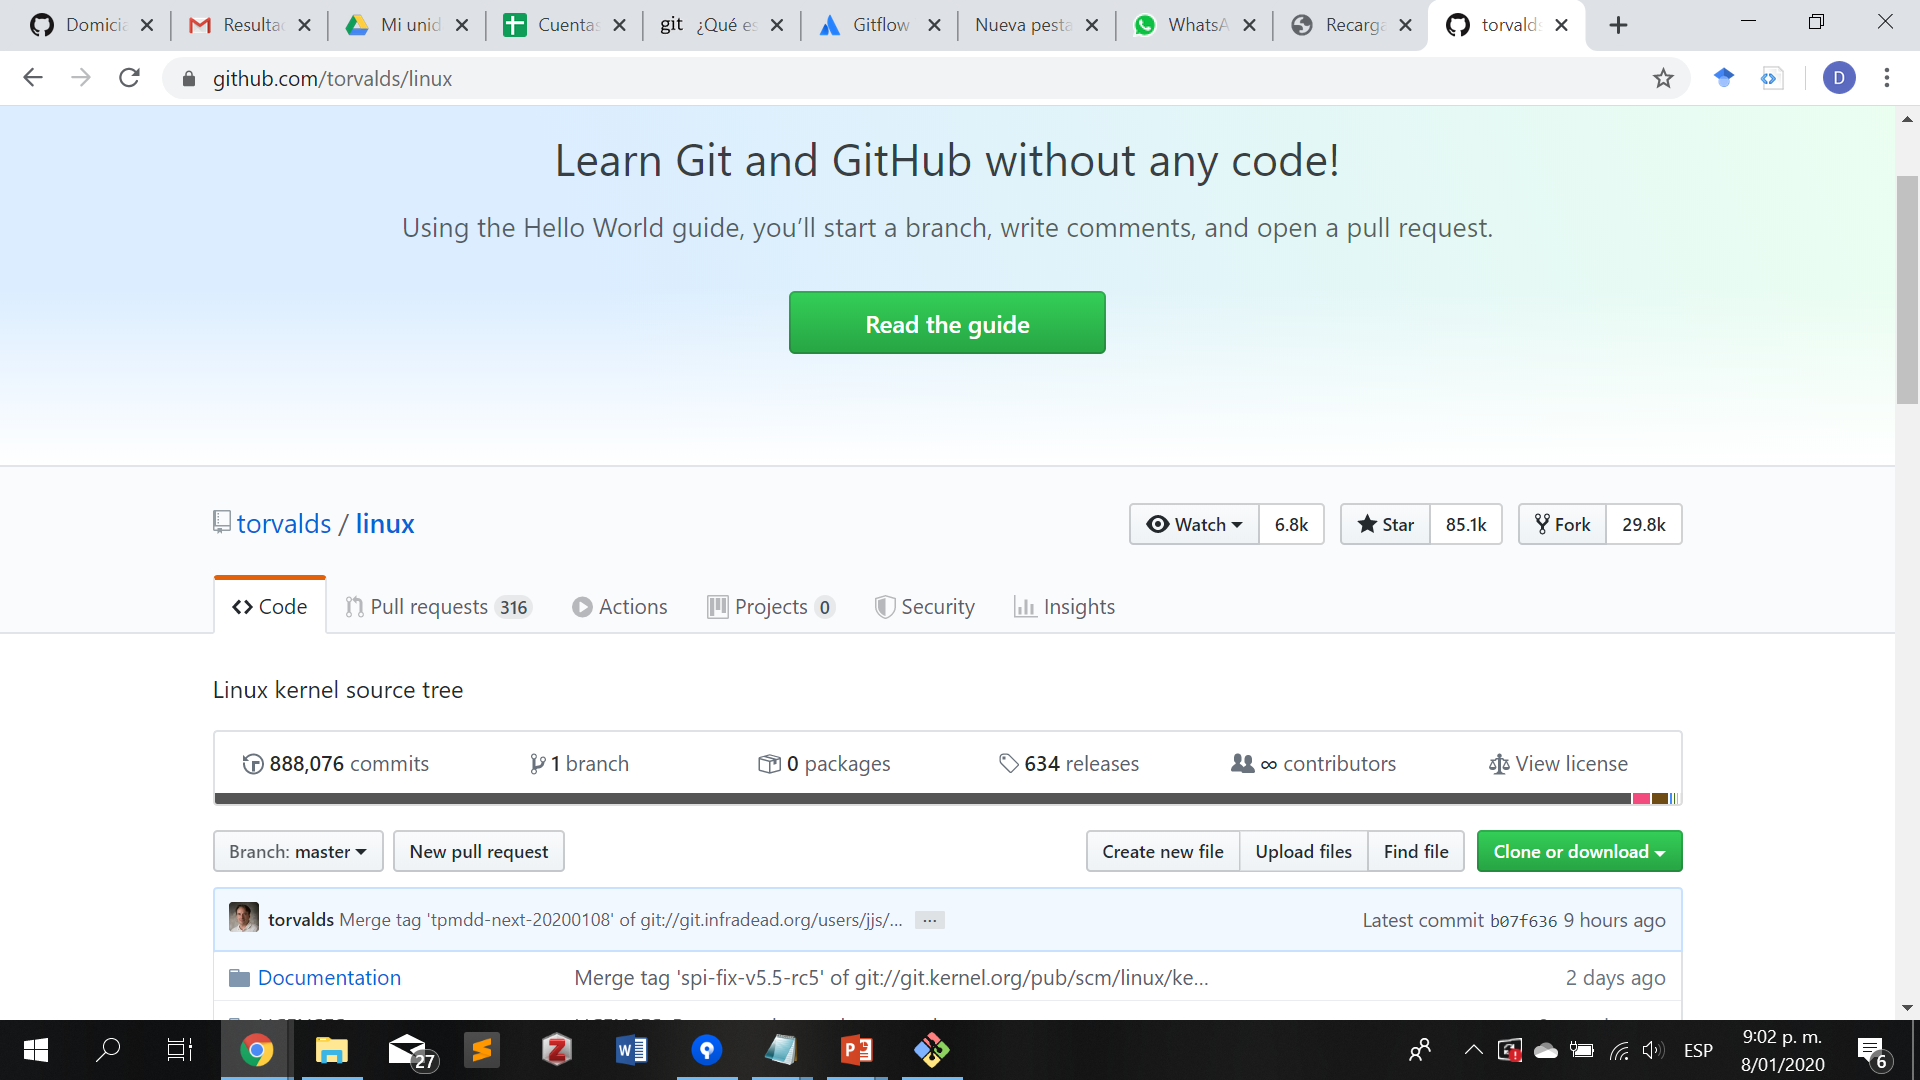 Domicia
Resultad
Mi unid
Cuentas
git ¿Qué es
Gitflow
Nueva pesta
WhatsA
Recarga
torvalds
github.com/torvalds/linux
D
Learn Git and GitHub without any code!
Using the Hello World guide, you’ll start a branch, write comments, and open a pull request.
Read the guide
torvalds / linux
Watch 6.8k
Star 85.1k
Fork 29.8k
Code
Pull requests 316
Actions
Projects 0
Security
Insights
Linux kernel source tree
888,076 commits
1 branch
0 packages
634 releases
∞ contributors
View license
Branch: master
New pull request
Create new file
Upload files
Find file
Clone or download
torvalds Merge tag 'tpmdd-next-20200108' of git://git.infradead.org/users/jjs/… …
Latest commit b07f636 9 hours ago
Documentation
Merge tag 'spi-fix-v5.5-rc5' of git://git.kernel.org/pub/scm/linux/ke…
2 days ago
27
ESP
9:02 p. m.
8/01/2020
6